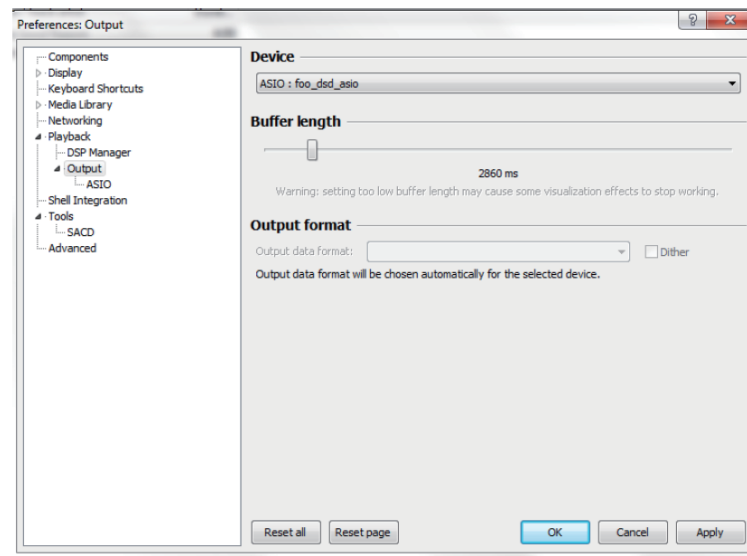 Preferences: Output
Components
Display
Keyboard Shortcuts
Media Library
Networking
Playback
DSP Manager
Output
ASIO
Shell Integration
Tools
SACD
Advanced
Device
ASIO : foo_dsd_asio
Buffer length
2860 ms
Warning: setting too low buffer length may cause some visualization effects to stop working.
Output format
Output data format:
Dither
Output data format will be chosen automatically for the selected device.
Reset all
Reset page
OK
Cancel
Apply